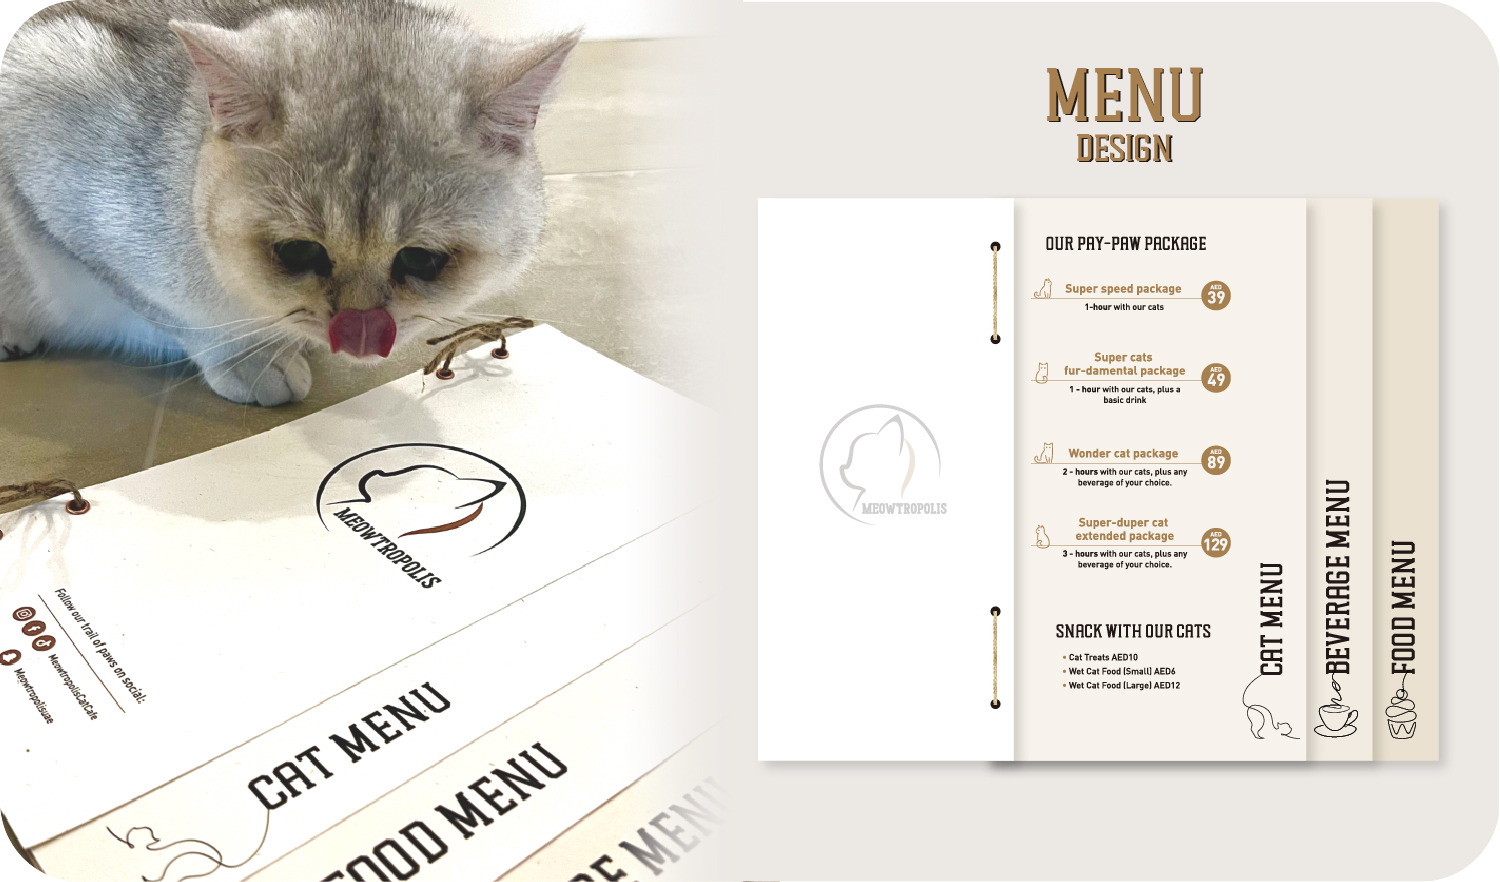 MEOWTROPOLIS
Follow our trail of paws on social:
MeowtropolisCatCafe
Meowtropolisuae
CAT MENU
FOOD MENU
MENU
MENU
DESIGN
MEOWTROPOLIS
OUR PAY-PAW PACKAGE
Super speed package
AED
39
1-hour with our cats
Super cats
fur-damental package
AED
49
1 - hour with our cats, plus a
basic drink
Wonder cat package
AED
89
2 - hours with our cats, plus any
beverage of your choice.
Super-duper cat
extended package
AED
129
3 - hours with our cats, plus any
beverage of your choice.
SNACK WITH OUR CATS
• Cat Treats AED10
• Wet Cat Food (Small) AED6
• Wet Cat Food (Large) AED12
CAT MENU
BEVERAGE MENU
FOOD MENU